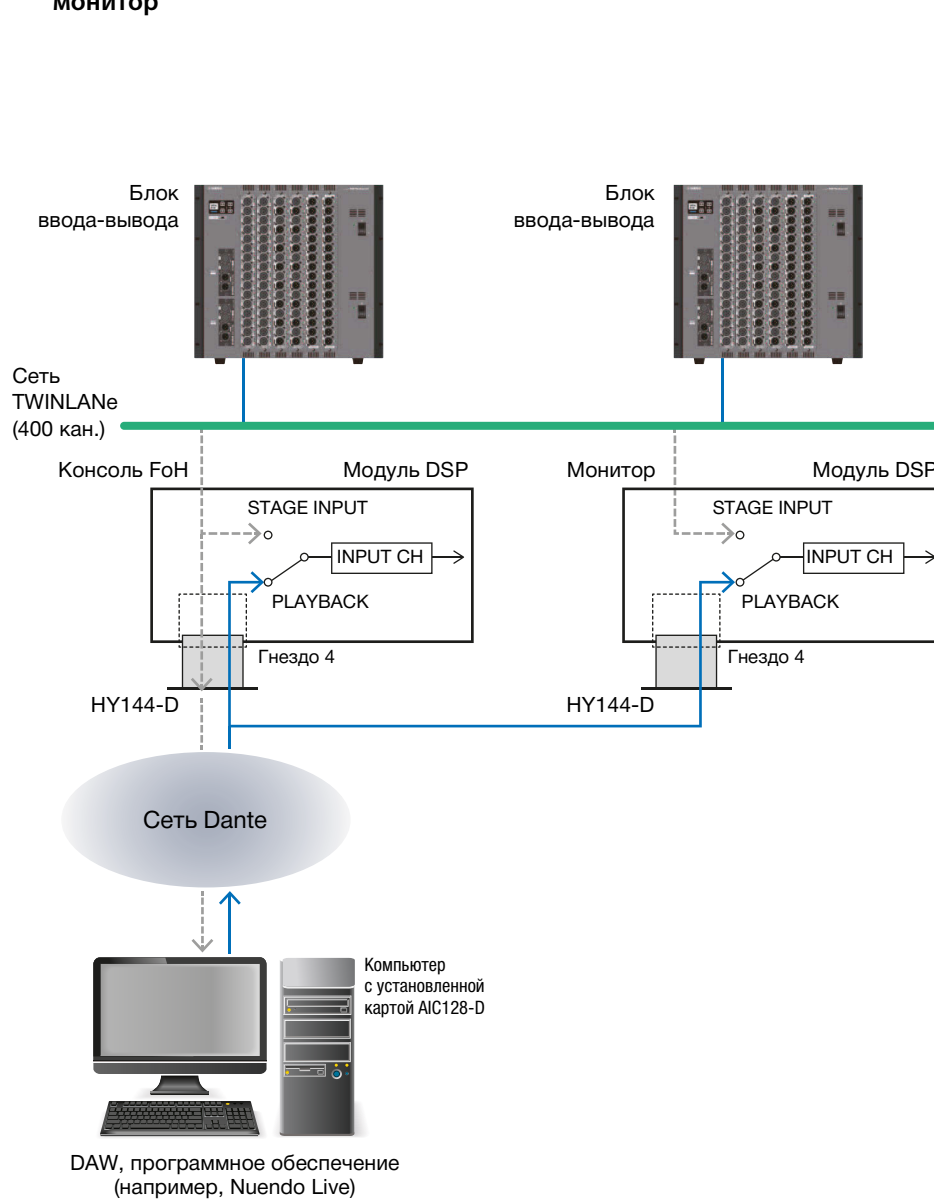 монитор
Блок
ввода-вывода
Блок
ввода-вывода
Сеть
TWINLANe
(400 кан.)
Консоль FoH
Модуль DSP
Монитор
Модуль DSP
STAGE INPUT
STAGE INPUT
INPUT CH
INPUT CH
PLAYBACK
PLAYBACK
Гнездо 4
Гнездо 4
HY144-D
HY144-D
Сеть Dante
Компьютер
с установленной
картой AIC128-D
DAW, программное обеспечение
(например, Nuendo Live)